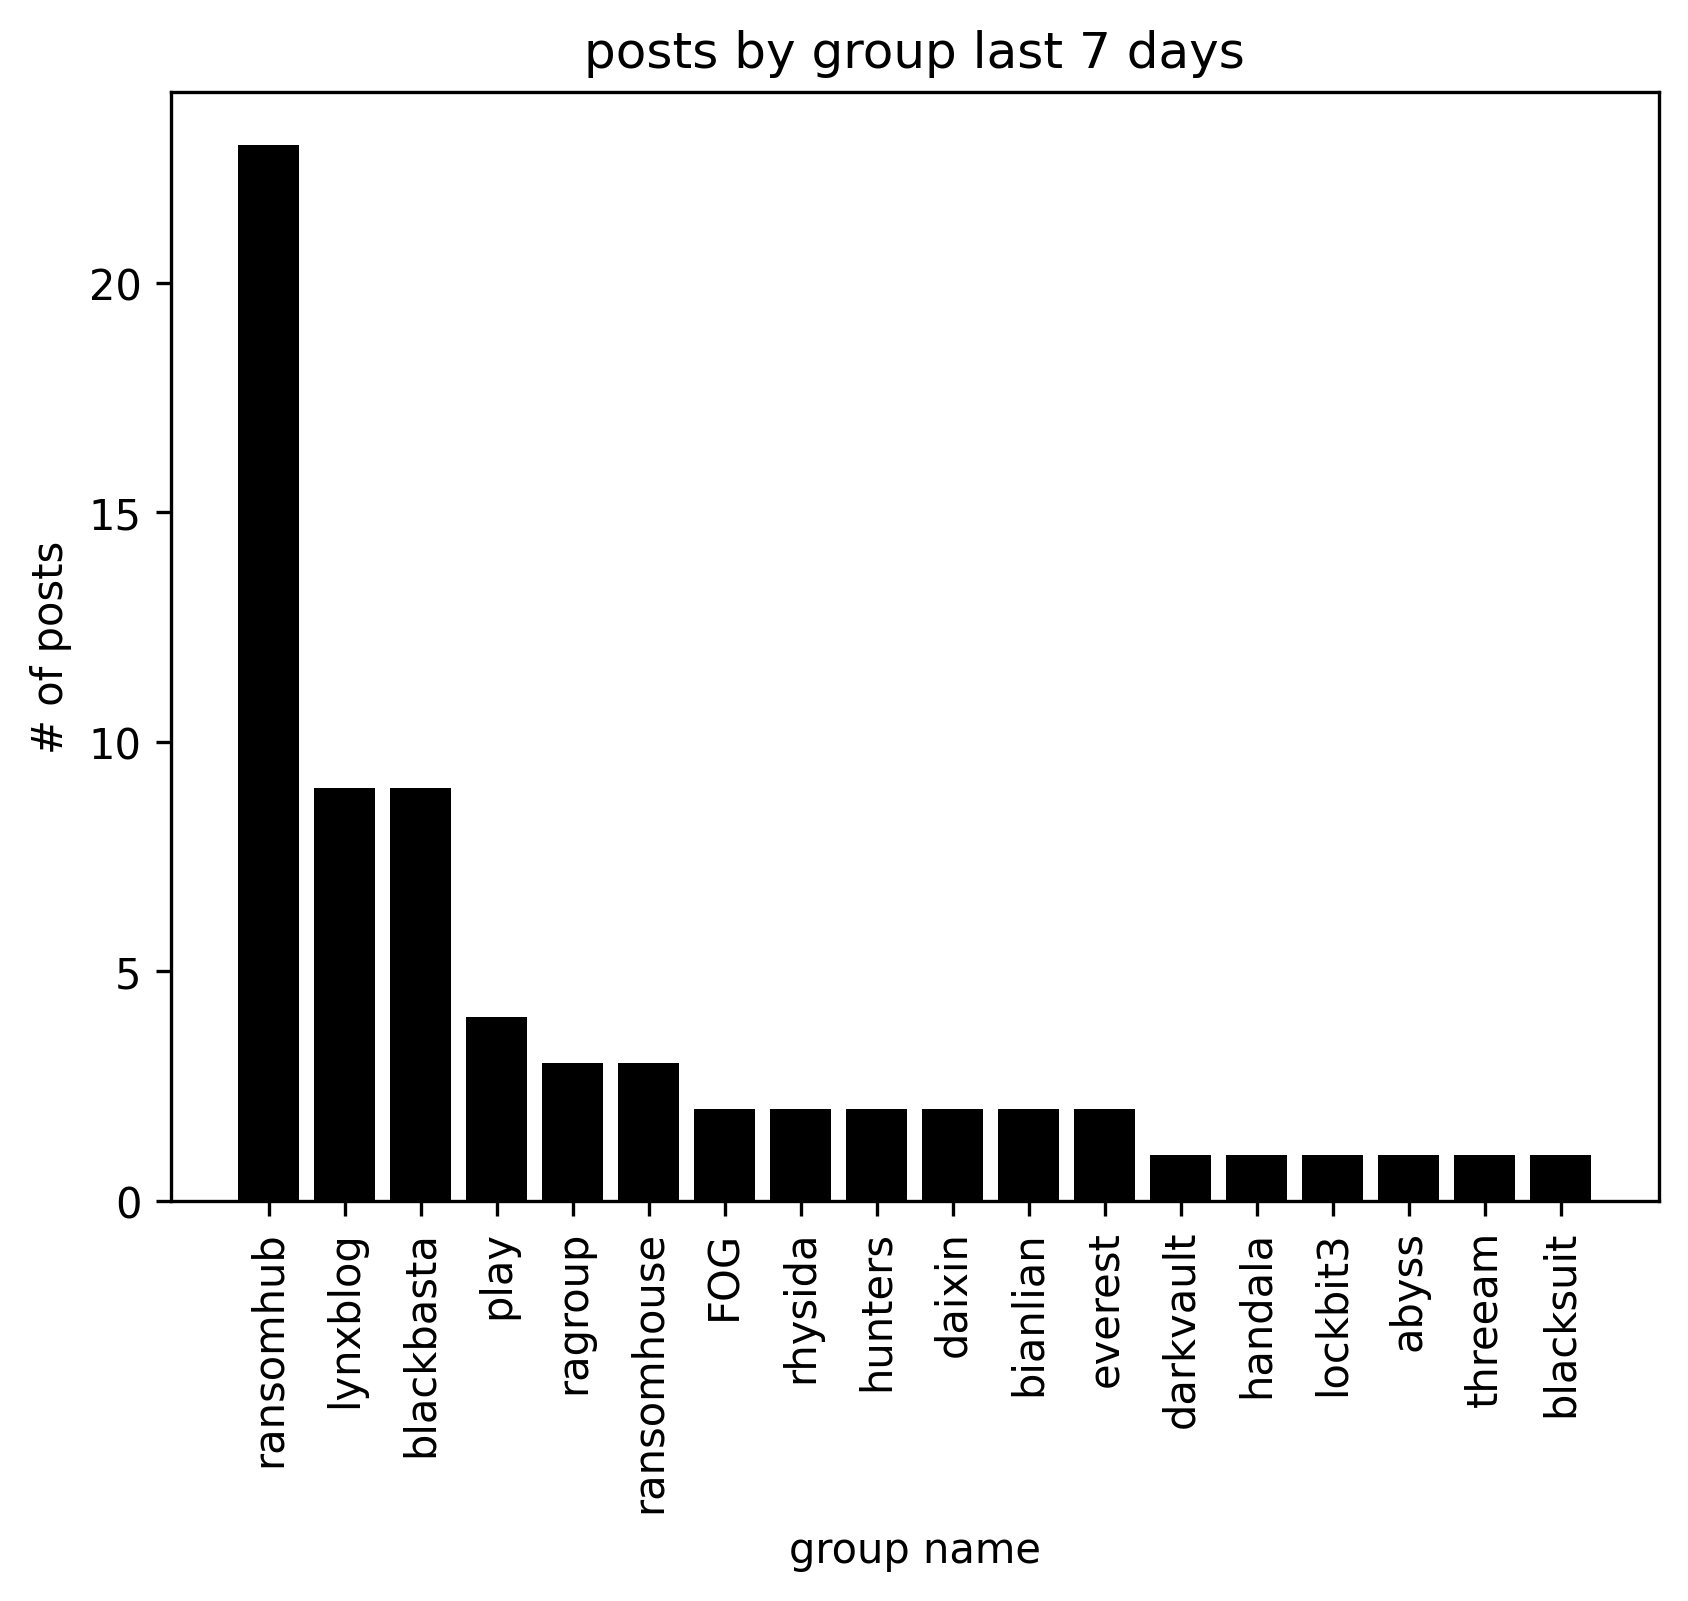 posts by group last 7 days
# of posts
20
15
10
5
0
ransomhub
lynxblog
blackbasta
play
ragroup
ransomhouse
FOG
rhysida
hunters
daixin
bianlian
everest
darkvault
handala
lockbit3
abyss
threeam
blacksuit
group name